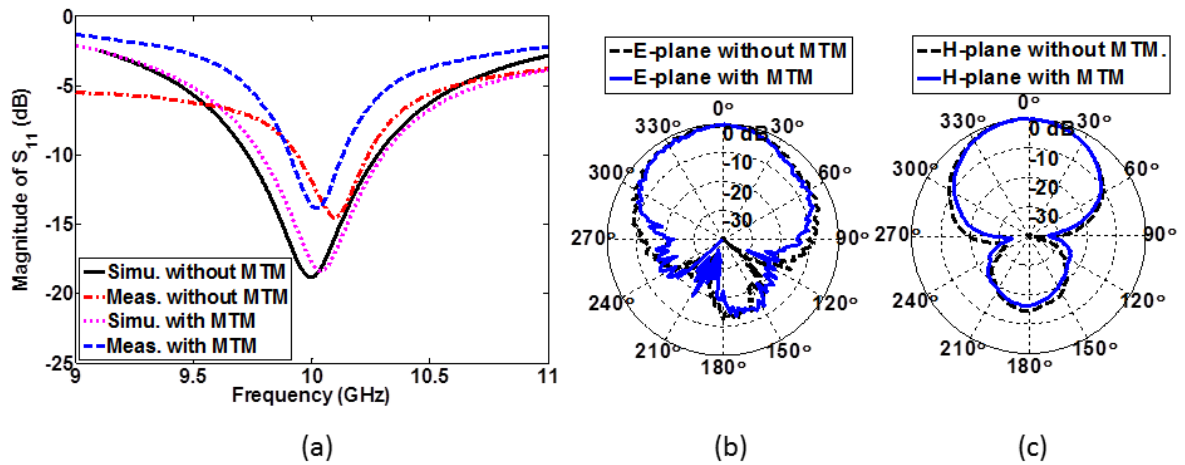 0
-5
-10
-15
-20
-25
9
9.5
10
10.5
11
Magnitude of S11 (dB)
Frequency (GHz)
Simu. without MTM
Meas. without MTM
Simu. with MTM
Meas. with MTM
(a)
E-plane without MTM
E-plane with MTM
0°
330°
30°
300°
60°
270°
90°
240°
120°
210°
150°
180°
0 dB
-10
-20
30
(b)
H-plane without MTM.
H-plane with MTM
0°
330°
30°
300°
60°
270°
90°
240°
120°
210°
150°
180°
0 dB
-10
-20
30
(c)